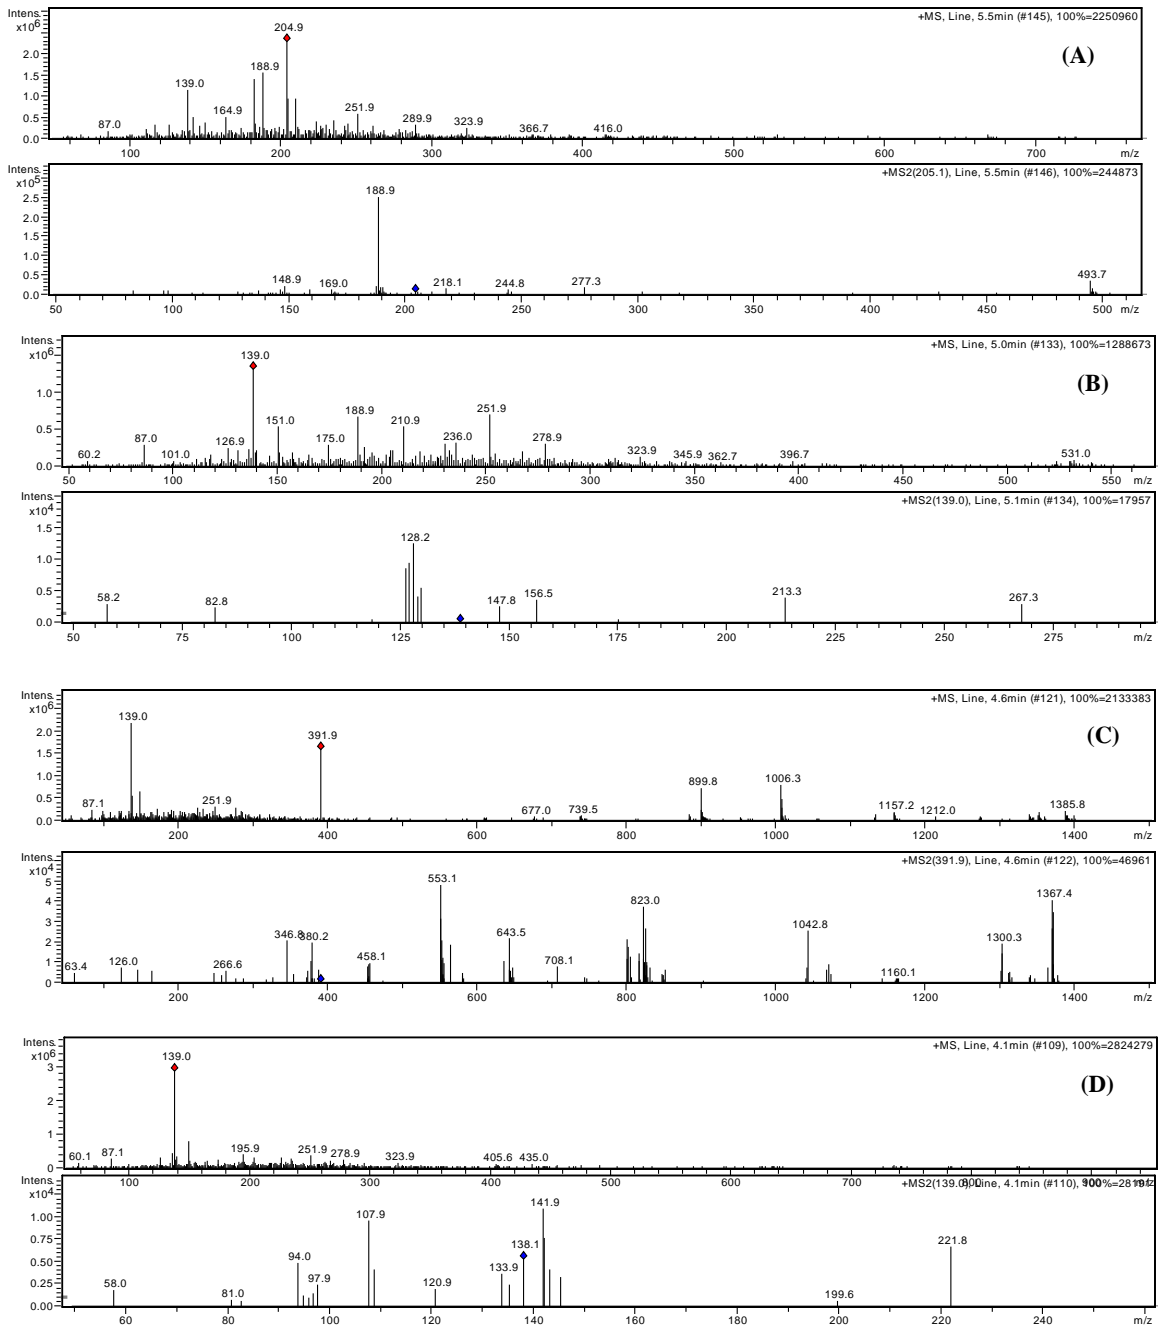 Intens. +MS, Line, 5.5min (#145), 100%=2250960
x10⁶ 204.9
(A)
2.0
1.5 188.9
139.0
1.0
164.9 251.9
0.5 87.0 289.9 323.9 366.7 416.0
0.0
100 200 300 400 500 600 700 m/z
Intens. +MS2(205.1), Line, 5.5min (#146), 100%=244873
x10⁵ 188.9
2.5
2.0
1.5
1.0
0.5 148.9 169.0 218.1 244.8 277.3 493.7
0.0
50 100 150 200 250 300 350 400 450 500 m/z
Intens. +MS, Line, 5.0min (#133), 100%=1288673
x10⁶ 139.0
(B)
1.0
188.9 251.9
0.5 151.0 210.9
60.2 87.0 101.0 126.9 175.0 236.0 278.9 323.9 345.9 362.7 396.7 531.0
0.0
50 100 150 200 250 300 350 400 450 500 550 m/z
Intens. +MS2(139.0), Line, 5.1min (#134), 100%=17957
x10⁴
1.5
128.2
1.0
0.5 58.2 82.8 147.8 156.5 213.3 267.3
0.0
50 75 100 125 150 175 200 225 250 275 m/z
Intens. +MS, Line, 4.6min (#121), 100%=2133383
x10⁶ 139.0
(C)
2.0 391.9
1.5
1.0 899.8 1006.3
0.5 87.1 251.9 677.0 739.5 1157.2 1212.0 1385.8
0.0
200 400 600 800 1000 1200 1400 m/z
Intens. +MS2(391.9), Line, 4.6min (#122), 100%=46961
x10⁴ 553.1
5
4 823.0 1367.4
3
2 346.8 380.2 643.5 1042.8 1300.3
1 63.4 126.0 266.6 458.1 708.1 1160.1
0
200 400 600 800 1000 1200 1400 m/z
Intens. +MS, Line, 4.1min (#109), 100%=2824279
x10⁶ 139.0
(D)
3
2
1
60.1 87.1 195.9 251.9 278.9 323.9 405.6 435.0
0
100 200 300 400 500 600 700 800 900 m/z
Intens. +MS2(139.0), Line, 4.1min (#110), 100%=28191
x10⁴ 141.9
1.00 107.9
0.75
0.50 94.0 138.1 221.8
0.25 58.0 81.0 97.9 120.9 133.9 199.6
0.00
60 80 100 120 140 160 180 200 220 240 m/z